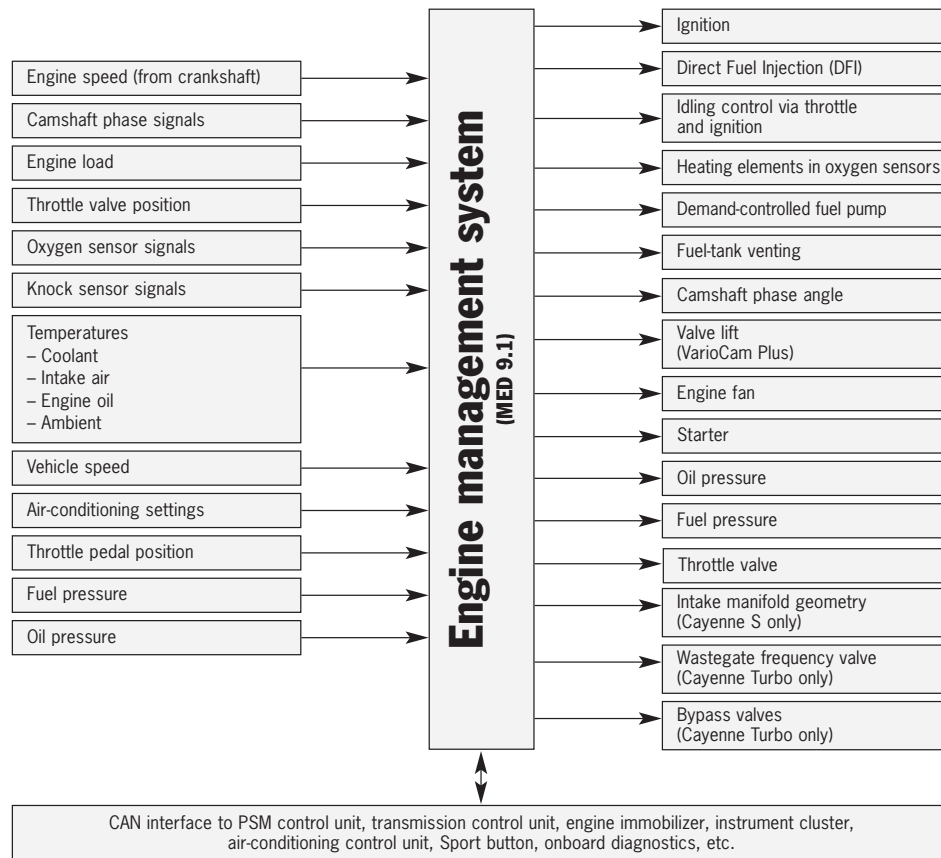 Engine speed (from crankshaft)
Camshaft phase signals
Engine load
Throttle valve position
Oxygen sensor signals
Knock sensor signals
Temperatures
– Coolant
– Intake air
– Engine oil
– Ambient
Vehicle speed
Air-conditioning settings
Throttle pedal position
Fuel pressure
Oil pressure
Engine management system
(MED 9.1)
Ignition
Direct Fuel Injection (DFI)
Idling control via throttle
and ignition
Heating elements in oxygen sensors
Demand-controlled fuel pump
Fuel-tank venting
Camshaft phase angle
Valve lift
(VarioCam Plus)
Engine fan
Starter
Oil pressure
Fuel pressure
Throttle valve
Intake manifold geometry
(Cayenne S only)
Wastegate frequency valve
(Cayenne Turbo only)
Bypass valves
(Cayenne Turbo only)
CAN interface to PSM control unit, transmission control unit, engine immobilizer, instrument cluster,
air-conditioning control unit, Sport button, onboard diagnostics, etc.